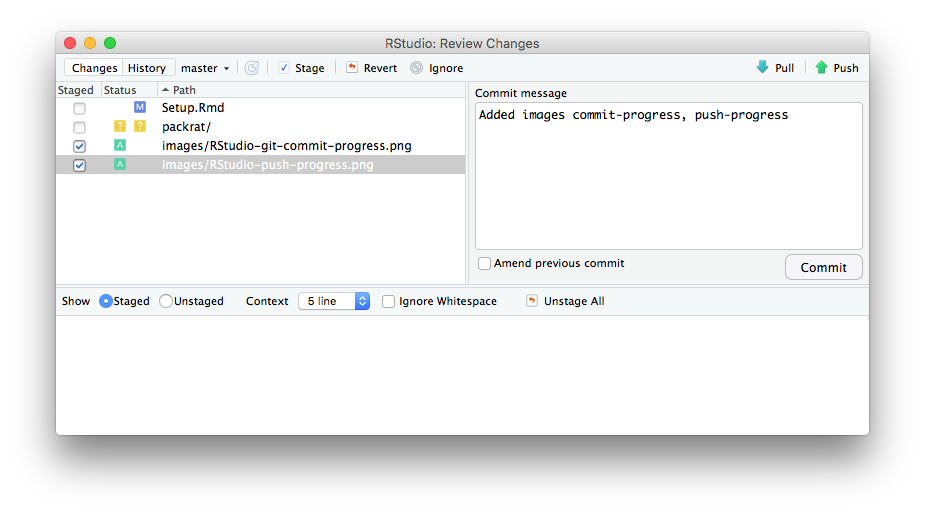 RStudio: Review Changes
Changes History master Stage Revert Ignore Pull Push
Staged Status Path
M Setup.Rmd
? ? packrat/
A images/RStudio-git-commit-progress.png
A images/RStudio-push-progress.png
Commit message
Added images commit-progress, push-progress
Amend previous commit
Commit
Show Staged Unstaged Context 5 line Ignore Whitespace Unstage All